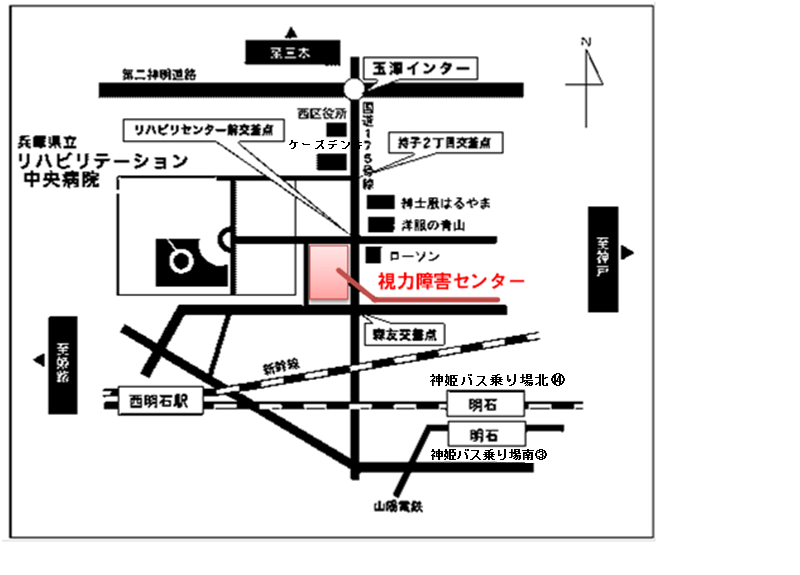 至三木
N
第二神明道路
玉津インター
西区役所
国道175号線
リハビリセンター前交差点
ケーズデンキ
持子2丁目交差点
兵庫県立
リハビリテーション
中央病院
紳士服はるやま
洋服の青山
至神戸
ローソン
視力障害センター
森友交差点
至姫路
新幹線
神姫バス乗り場北⑭
西明石駅
明石
明石
神姫バス乗り場南③
山陽電鉄